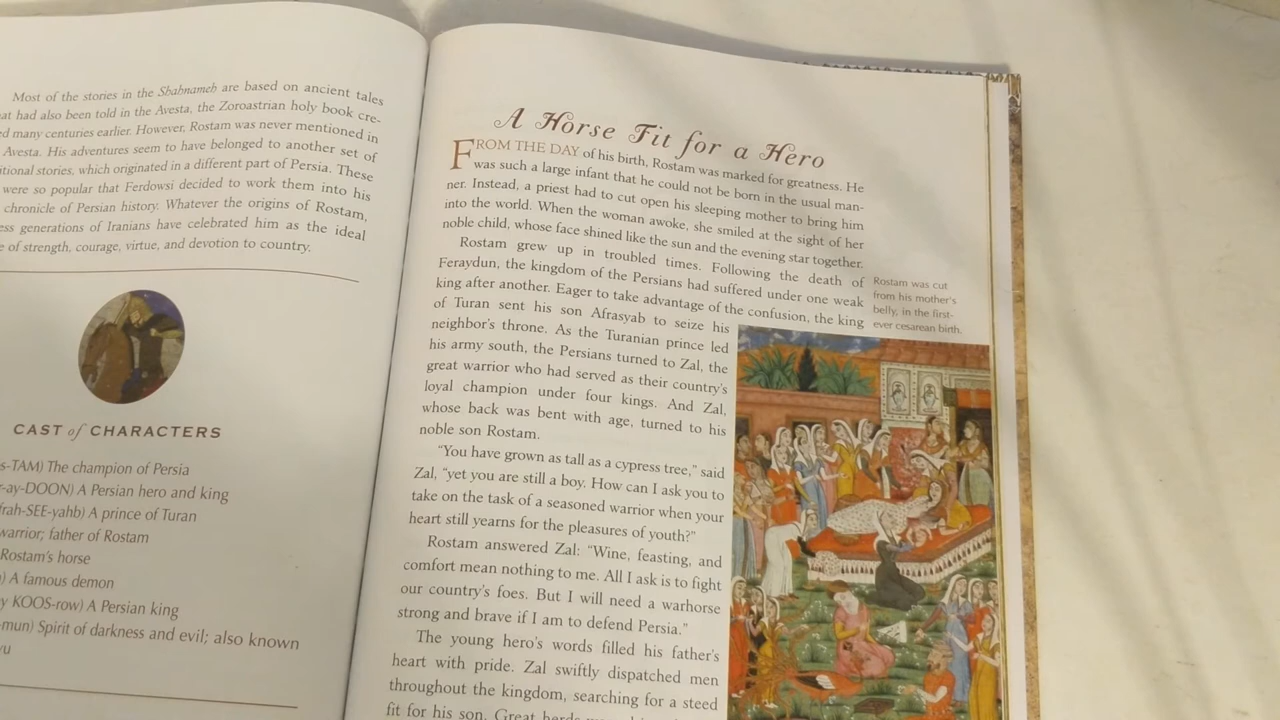 Most of the stories in the Shahnameh are based on ancient tales
had also been told in the Avesta, the Zoroastrian holy book cre-
many centuries earlier. However, Rostam was never mentioned in
Avesta. His adventures seem to have belonged to another set of
stories, which originated in a different part of Persia. These
were so popular that Ferdowsi decided to work them into his
chronicle of Persian history. Whatever the origins of Rostam,
generations of Iranians have celebrated him as the ideal
of strength, courage, virtue, and devotion to country.
CAST of CHARACTERS
s-TAM) The champion of Persia
-ay-DOON) A Persian hero and king
frah-SEE-yahb) A prince of Turan
warrior; father of Rostam
Rostam's horse
) A famous demon
y KOOS-row) A Persian king
-mun) Spirit of darkness and evil; also known
A Horse Fit for a Hero
FROM THE DAY of his birth, Rostam was marked for greatness. He
was such a large infant that he could not be born in the usual man-
ner. Instead, a priest had to cut open his sleeping mother to bring him
into the world. When the woman awoke, she smiled at the sight of her
noble child, whose face shined like the sun and the evening star together.
Rostam grew up in troubled times. Following the death of
Feraydun, the kingdom of the Persians had suffered under one weak
king after another. Eager to take advantage of the confusion, the king
of Turan sent his son Afrasyab to seize his
neighbor's throne. As the Turanian prince led
his army south, the Persians turned to Zal, the
great warrior who had served as their country's
loyal champion under four kings. And Zal,
whose back was bent with age, turned to his
noble son Rostam.
"You have grown as tall as a cypress tree," said
Zal, "yet you are still a boy. How can I ask you to
take on the task of a seasoned warrior when your
heart still yearns for the pleasures of youth?"
Rostam answered Zal: "Wine, feasting, and
comfort mean nothing to me. All I ask is to fight
our country's foes. But I will need a warhorse
strong and brave if I am to defend Persia."
The young hero's words filled his father's
heart with pride. Zal swiftly dispatched men
throughout the kingdom, searching for a steed
fit for his son. Great
Rostam was cut
from his mother's
belly, in the first-
ever cesarean birth.